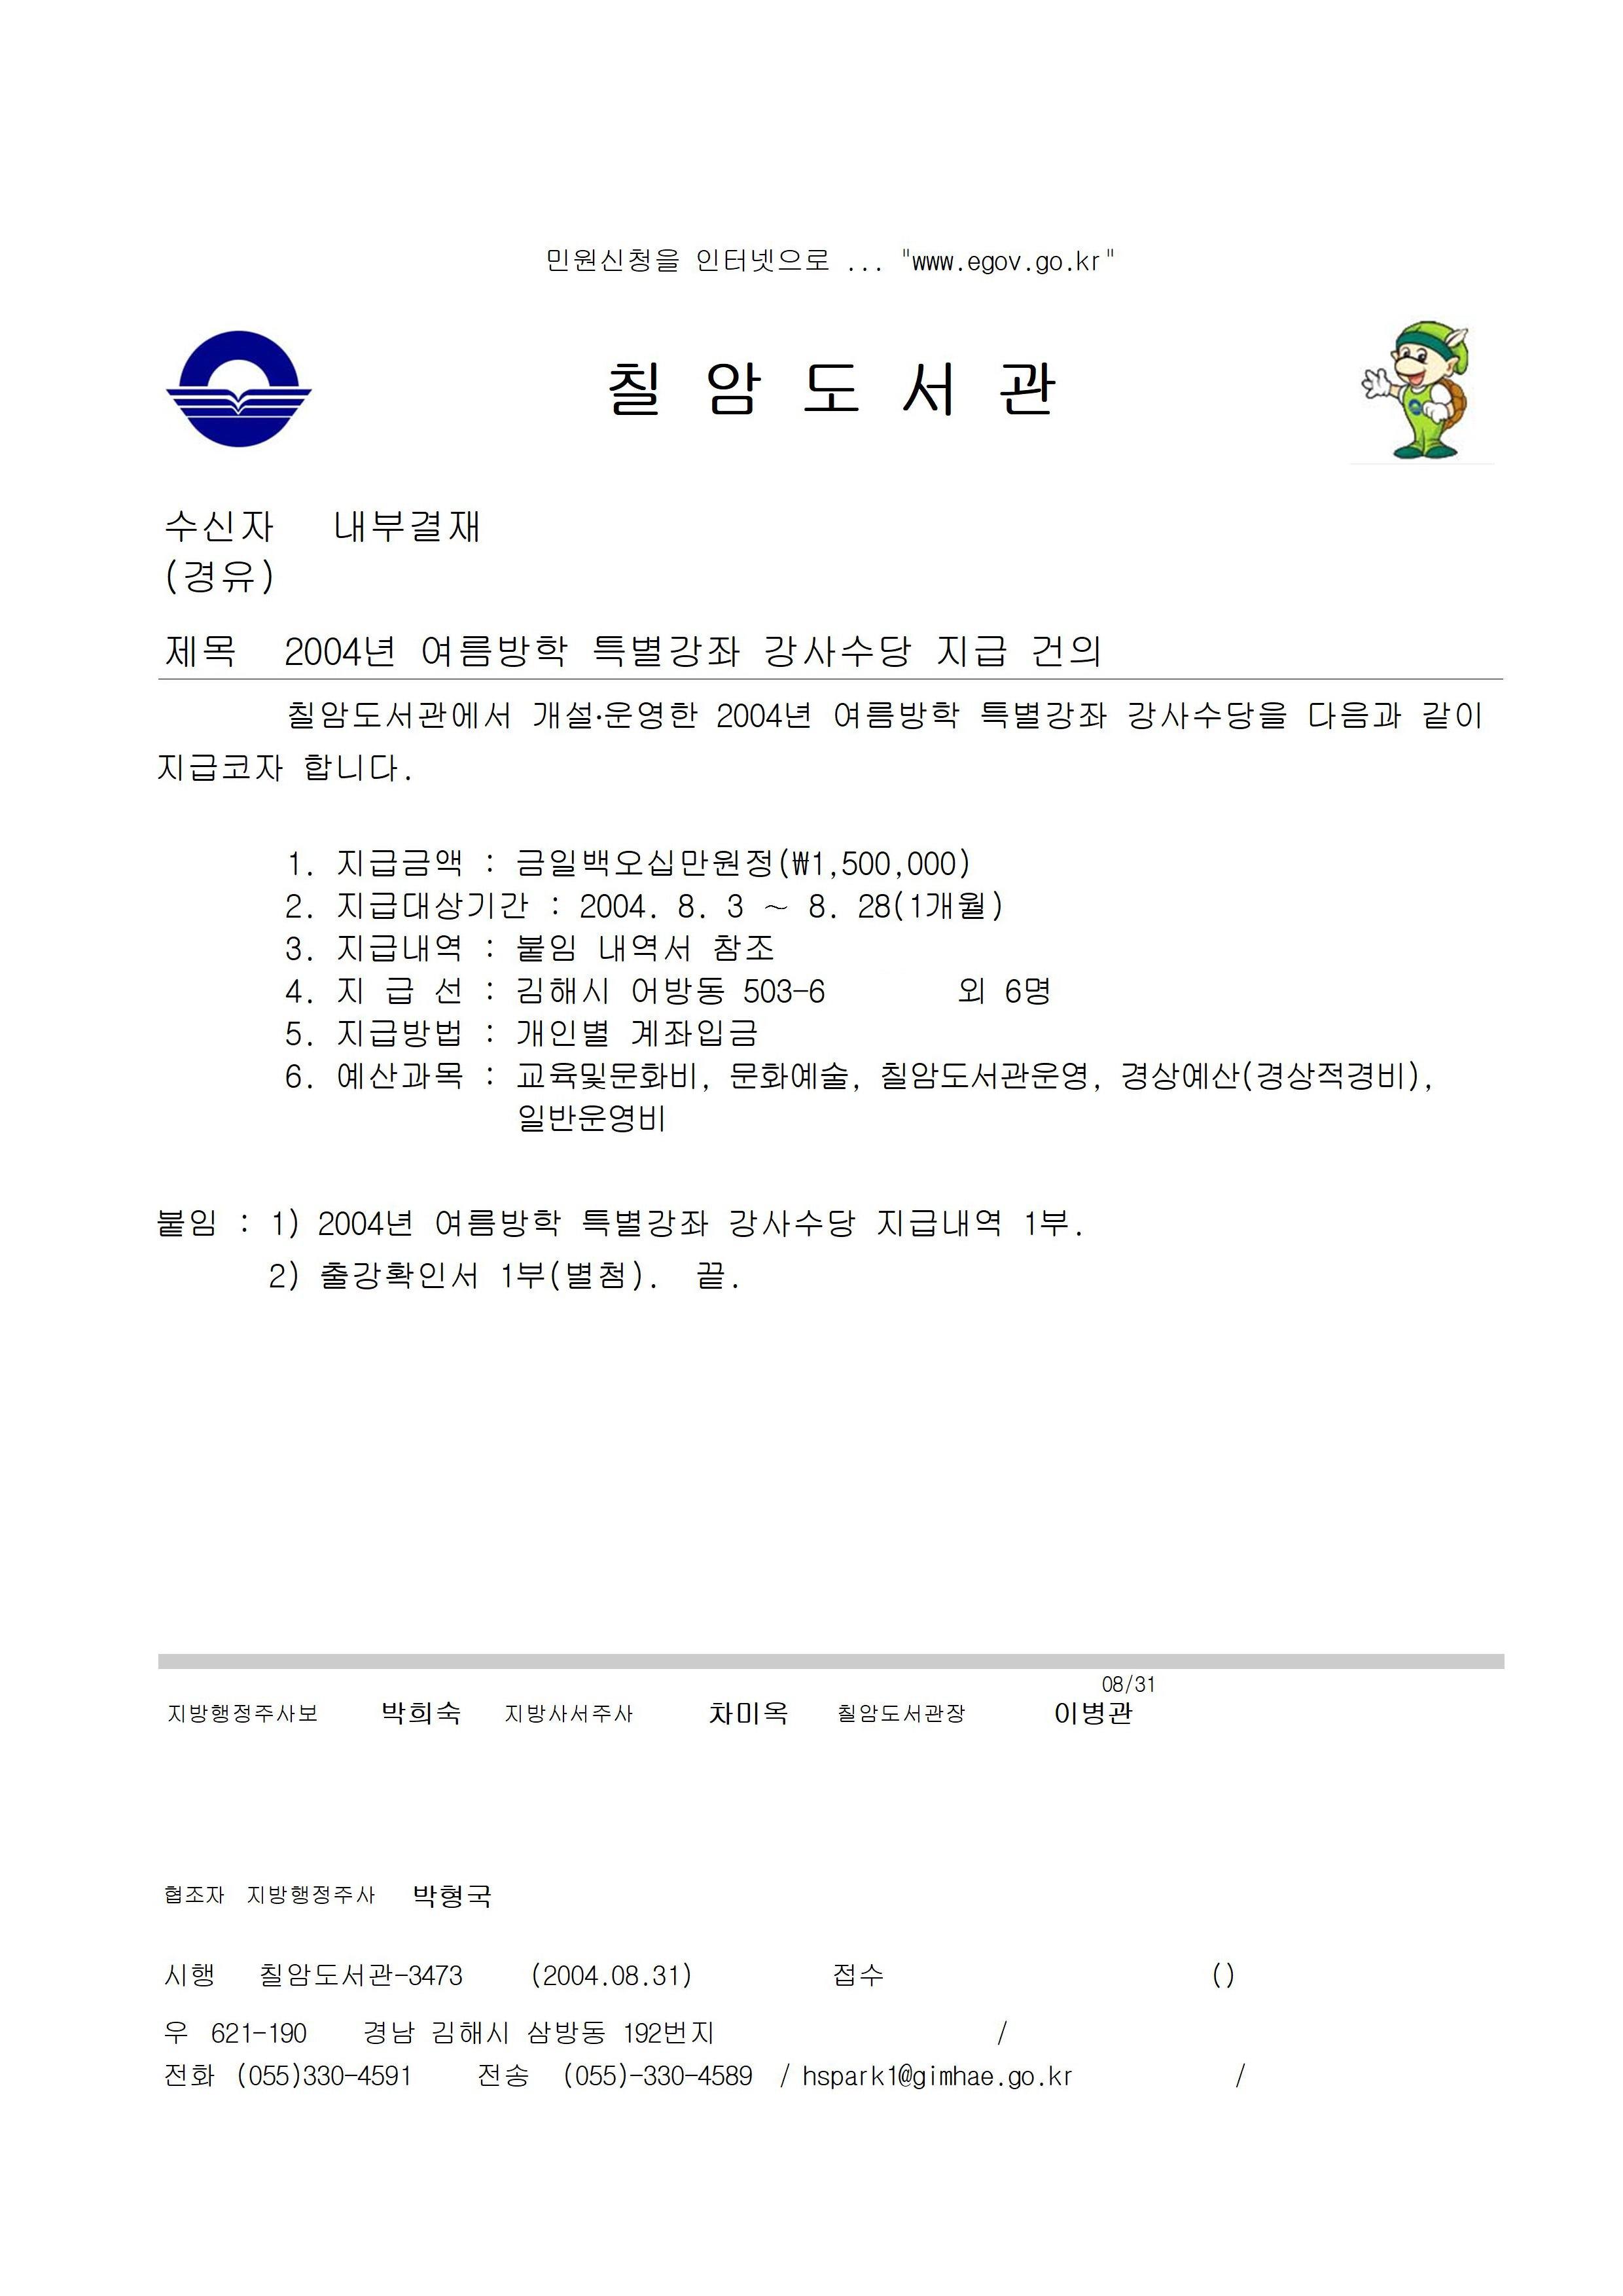 민원신청을 인터넷으로 ... "www.egov.go.kr"
칠 암 도 서 관
수신자 내부결재
(경유)
제목 2004년 여름방학 특별강좌 강사수당 지급 건의
칠암도서관에서 개설·운영한 2004년 여름방학 특별강좌 강사수당을 다음과 같이
지급코자 합니다.
1. 지급금액 : 금일백오십만원정(₩1,500,000)
2. 지급대상기간 : 2004. 8. 3 ~ 8. 28(1개월)
3. 지급내역 : 붙임 내역서 참조
4. 지 급 선 : 김해시 어방동 503-6 외 6명
5. 지급방법 : 개인별 계좌입금
6. 예산과목 : 교육및문화비, 문화예술, 칠암도서관운영, 경상예산(경상적경비),
일반운영비
붙임 : 1) 2004년 여름방학 특별강좌 강사수당 지급내역 1부.
2) 출강확인서 1부(별첨). 끝.
08/31
지방행정주사보 박희숙 지방사서주사 차미옥 칠암도서관장 이병관
협조자 지방행정주사 박형국
시행 칠암도서관-3473 (2004.08.31) 접수 ()
우 621-190 경남 김해시 삼방동 192번지 /
전화 (055)330-4591 전송 (055)-330-4589 / hspark1@gimhae.go.kr /